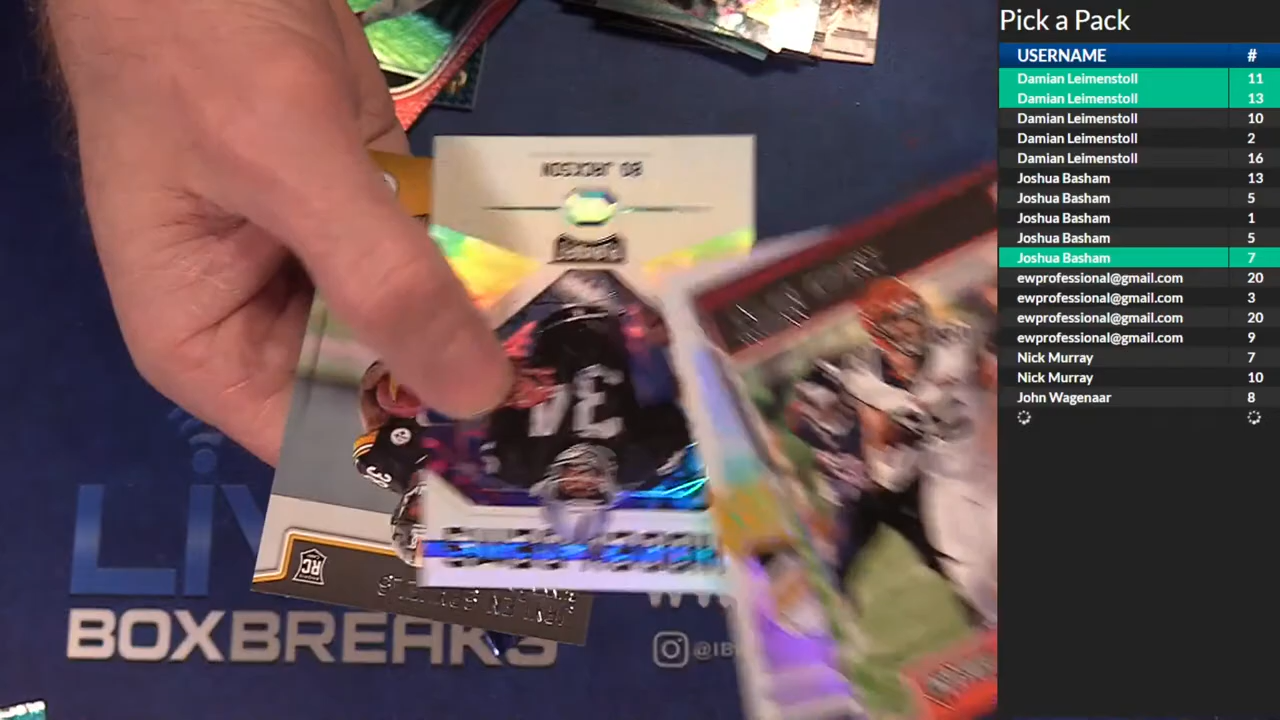 Pick a Pack
USERNAME #
Damian Leimenstoll 11
Damian Leimenstoll 13
Damian Leimenstoll 10
Damian Leimenstoll 2
Damian Leimenstoll 16
Joshua Basham 13
Joshua Basham 5
Joshua Basham 1
Joshua Basham 5
Joshua Basham 7
ewprofessional@gmail.com 20
ewprofessional@gmail.com 3
ewprofessional@gmail.com 20
ewprofessional@gmail.com 9
Nick Murray 7
Nick Murray 10
John Wagenaar 8
BO JACKSON
34
HIDDEN GEMS
RC
BOXBREAKS
@IB